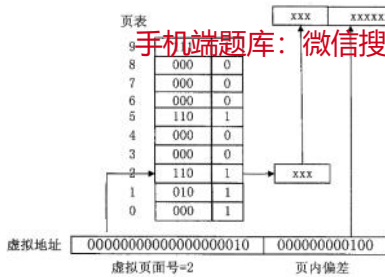 页表
xxx xxxxx
手机端题库：微信搜
9
8 000 0
7 000 0
6 000 0
5 110 1
4 000 0
3 000 0
2 110 1 xxx
1 010 1
0 000 1
虚拟地址 00000000000000000010 000000000100
虚拟页面号=2 页内偏差